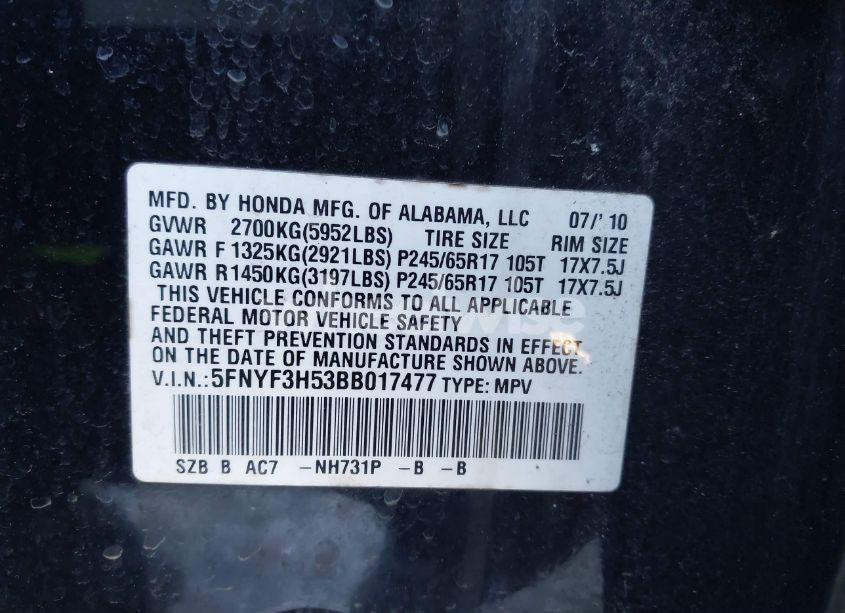 MFD. BY HONDA MFG. OF ALABAMA, LLC 07/'10
GVWR 2700KG(5952LBS) TIRE SIZE RIM SIZE
GAWR F 1325KG(2921LBS) P245/65R17 105T 17X7.5J
GAWR R1450KG(3197LBS) P245/65R17 105T 17X7.5J
THIS VEHICLE CONFORMS TO ALL APPLICABLE
FEDERAL MOTOR VEHICLE SAFETY
AND THEFT PREVENTION STANDARDS IN EFFECT
ON THE DATE OF MANUFACTURE SHOWN ABOVE.
V.I.N.:5FNYF3H53BB017477 TYPE: MPV
SZB B AC7 -NH731P -B -B